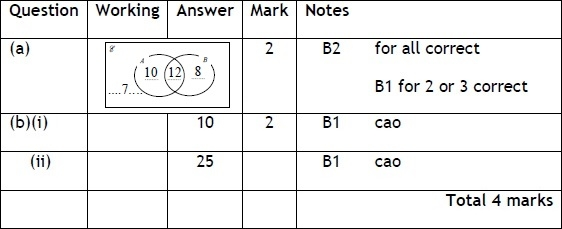 Question Working Answer Mark Notes
(a) 2 B2 for all correct
8
A B
10 12 8
....7....
B1 for 2 or 3 correct
(b)(i) 10 2 B1 cao
(ii) 25 B1 cao
Total 4 marks